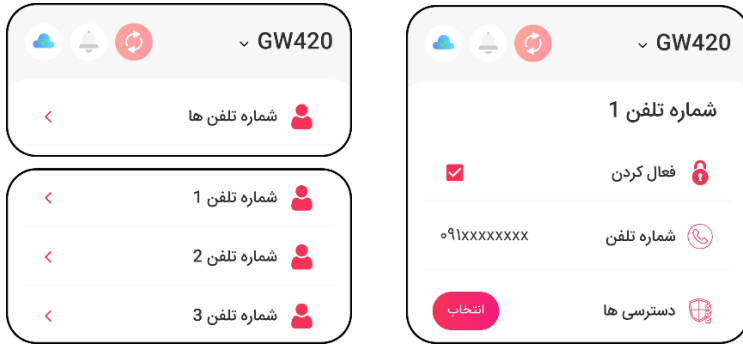 GW420
شماره تلفن ها
شماره تلفن 1
شماره تلفن 2
شماره تلفن 3
GW420
شماره تلفن 1
فعال کردن
شماره تلفن ۰۹۱xxxxxxxx
دسترسی ها انتخاب